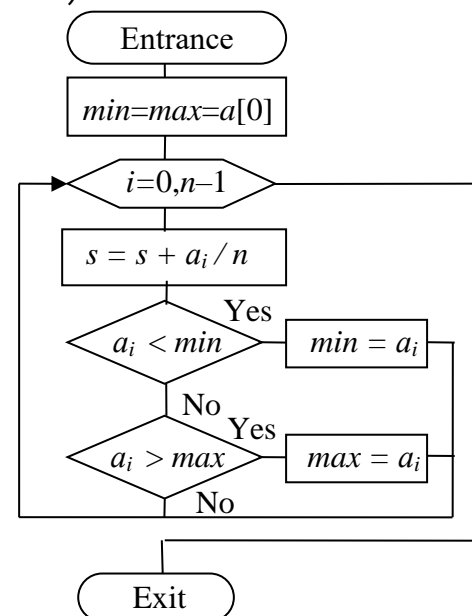 Entrance
min=max=a[0]
i=0,n–1
s = s + aᵢ / n
Yes
aᵢ < min
min = aᵢ
No
Yes
aᵢ > max
max = aᵢ
No
Exit